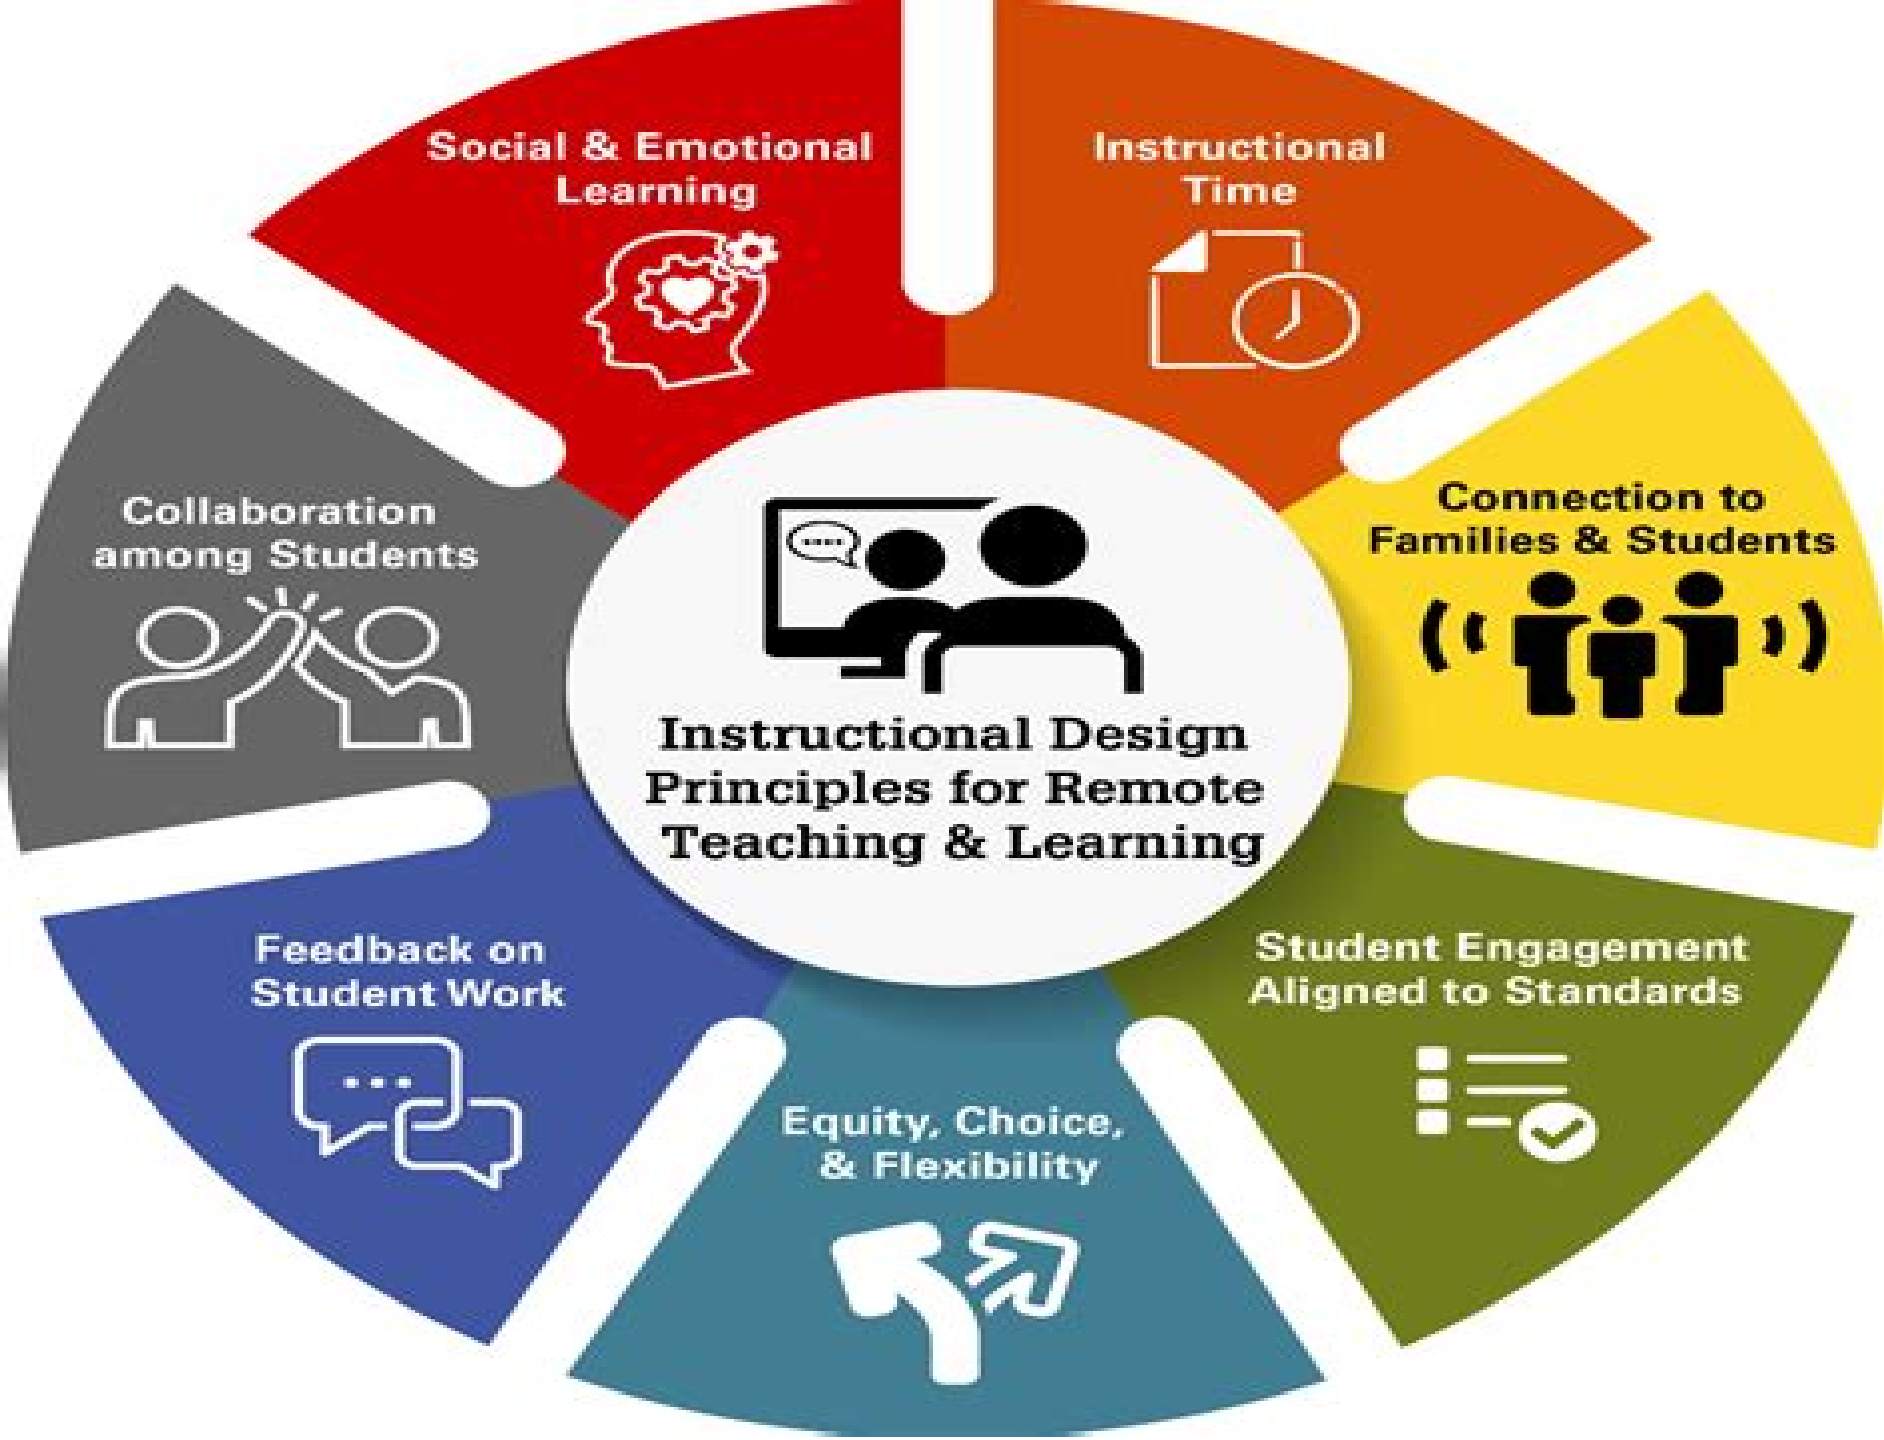 Social & Emotional
Learning
Instructional
Time
Connection to
Families & Students
Student Engagement
Aligned to Standards
Equity, Choice,
& Flexibility
Feedback on
Student Work
Collaboration
among Students
Instructional Design
Principles for Remote
Teaching & Learning